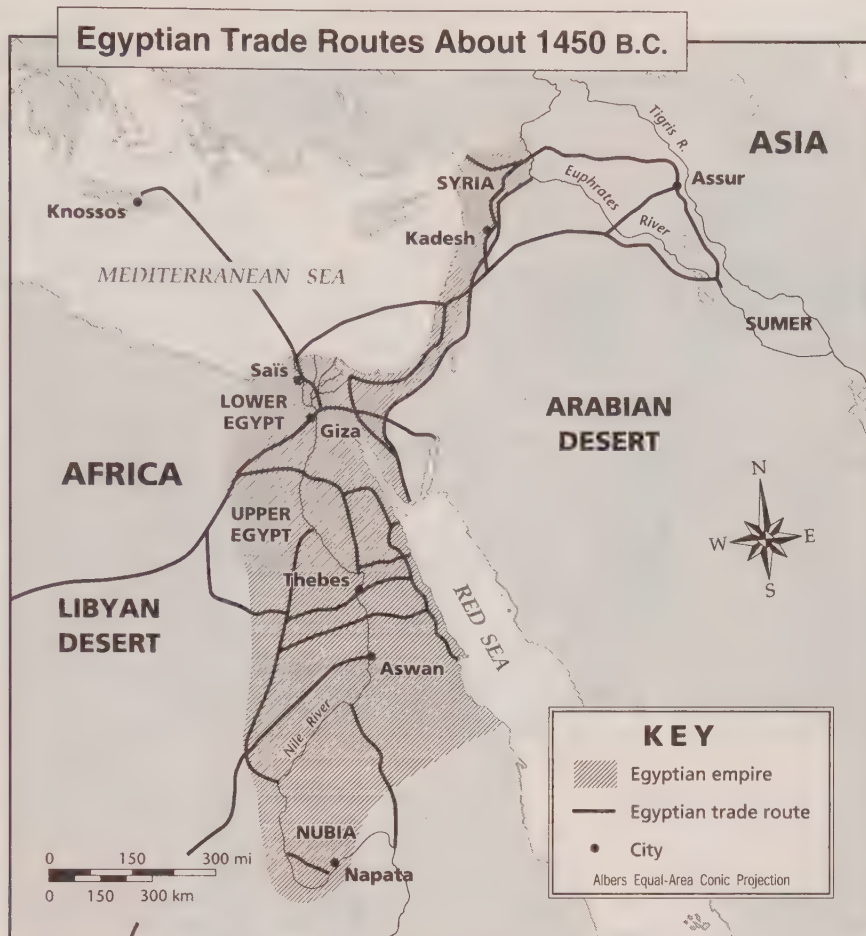 Egyptian Trade Routes About 1450 B.C.
Tigris R.
ASIA
SYRIA
Assur
Knossos
Euphrates
River
Kadesh
MEDITERRANEAN SEA
SUMER
Saïs
LOWER
EGYPT
Giza
ARABIAN
DESERT
AFRICA
N
UPPER
EGYPT
W
E
S
Thebes
RED SEA
LIBYAN
DESERT
Aswan
Nile River
NUBIA
Napata
0 150 300 mi
0 150 300 km
KEY
Egyptian empire
Egyptian trade route
City
Albers Equal-Area Conic Projection